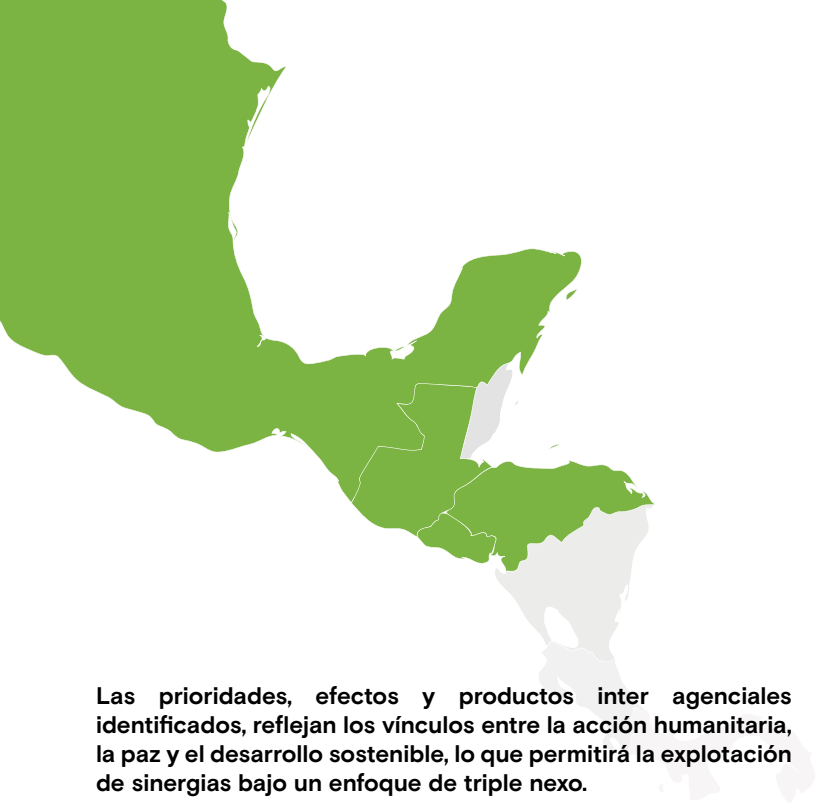 Las prioridades, efectos y productos inter agenciales
identificados, reflejan los vínculos entre la acción humanitaria,
la paz y el desarrollo sostenible, lo que permitirá la explotación
de sinergias bajo un enfoque de triple nexo.